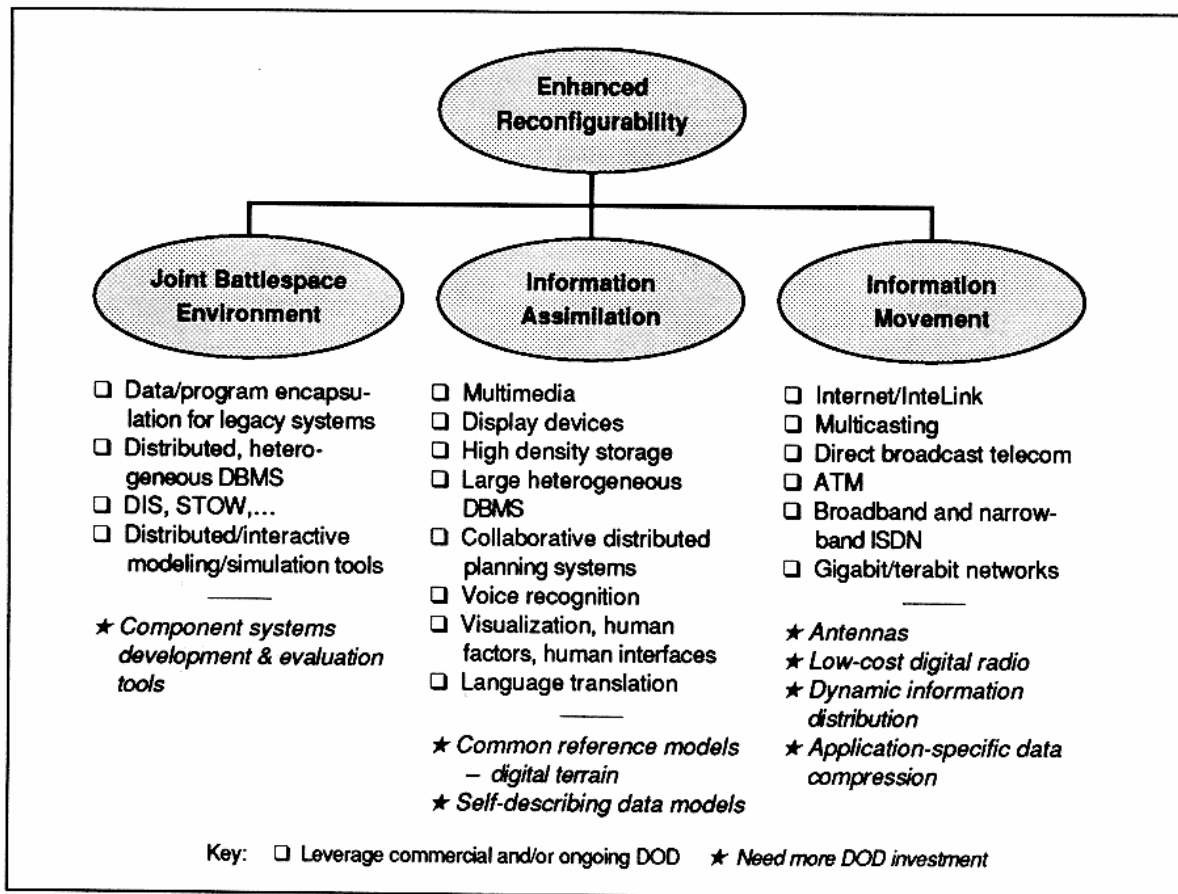 Enhanced
Reconfigurability
Joint Battlespace
Environment
❑ Data/program encapsu-
lation for legacy systems
❑ Distributed, hetero-
geneous DBMS
❑ DIS, STOW,...
❑ Distributed/interactive
modeling/simulation tools
★ Component systems
development & evaluation
tools
Information
Assimilation
❑ Multimedia
❑ Display devices
❑ High density storage
❑ Large heterogeneous
DBMS
❑ Collaborative distributed
planning systems
❑ Voice recognition
❑ Visualization, human
factors, human interfaces
❑ Language translation
★ Common reference models
– digital terrain
★ Self-describing data models
Information
Movement
❑ Internet/InteLink
❑ Multicasting
❑ Direct broadcast telecom
❑ ATM
❑ Broadband and narrow-
band ISDN
❑ Gigabit/terabit networks
★ Antennas
★ Low-cost digital radio
★ Dynamic information
distribution
★ Application-specific data
compression
Key: ❑ Leverage commercial and/or ongoing DOD ★ Need more DOD investment